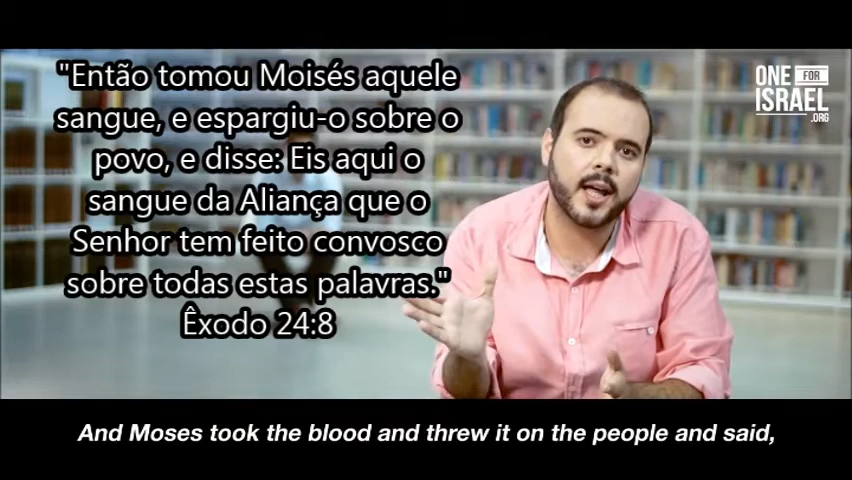 "Então tomou Moisés aquele
sangue, e espargiu-o sobre o
povo, e disse: Eis aqui o
sangue da Aliança que o
Senhor tem feito convosco
sobre todas estas palavras."
Êxodo 24:8
ONE FOR
ISRAEL
.ORG
And Moses took the blood and threw it on the people and said,